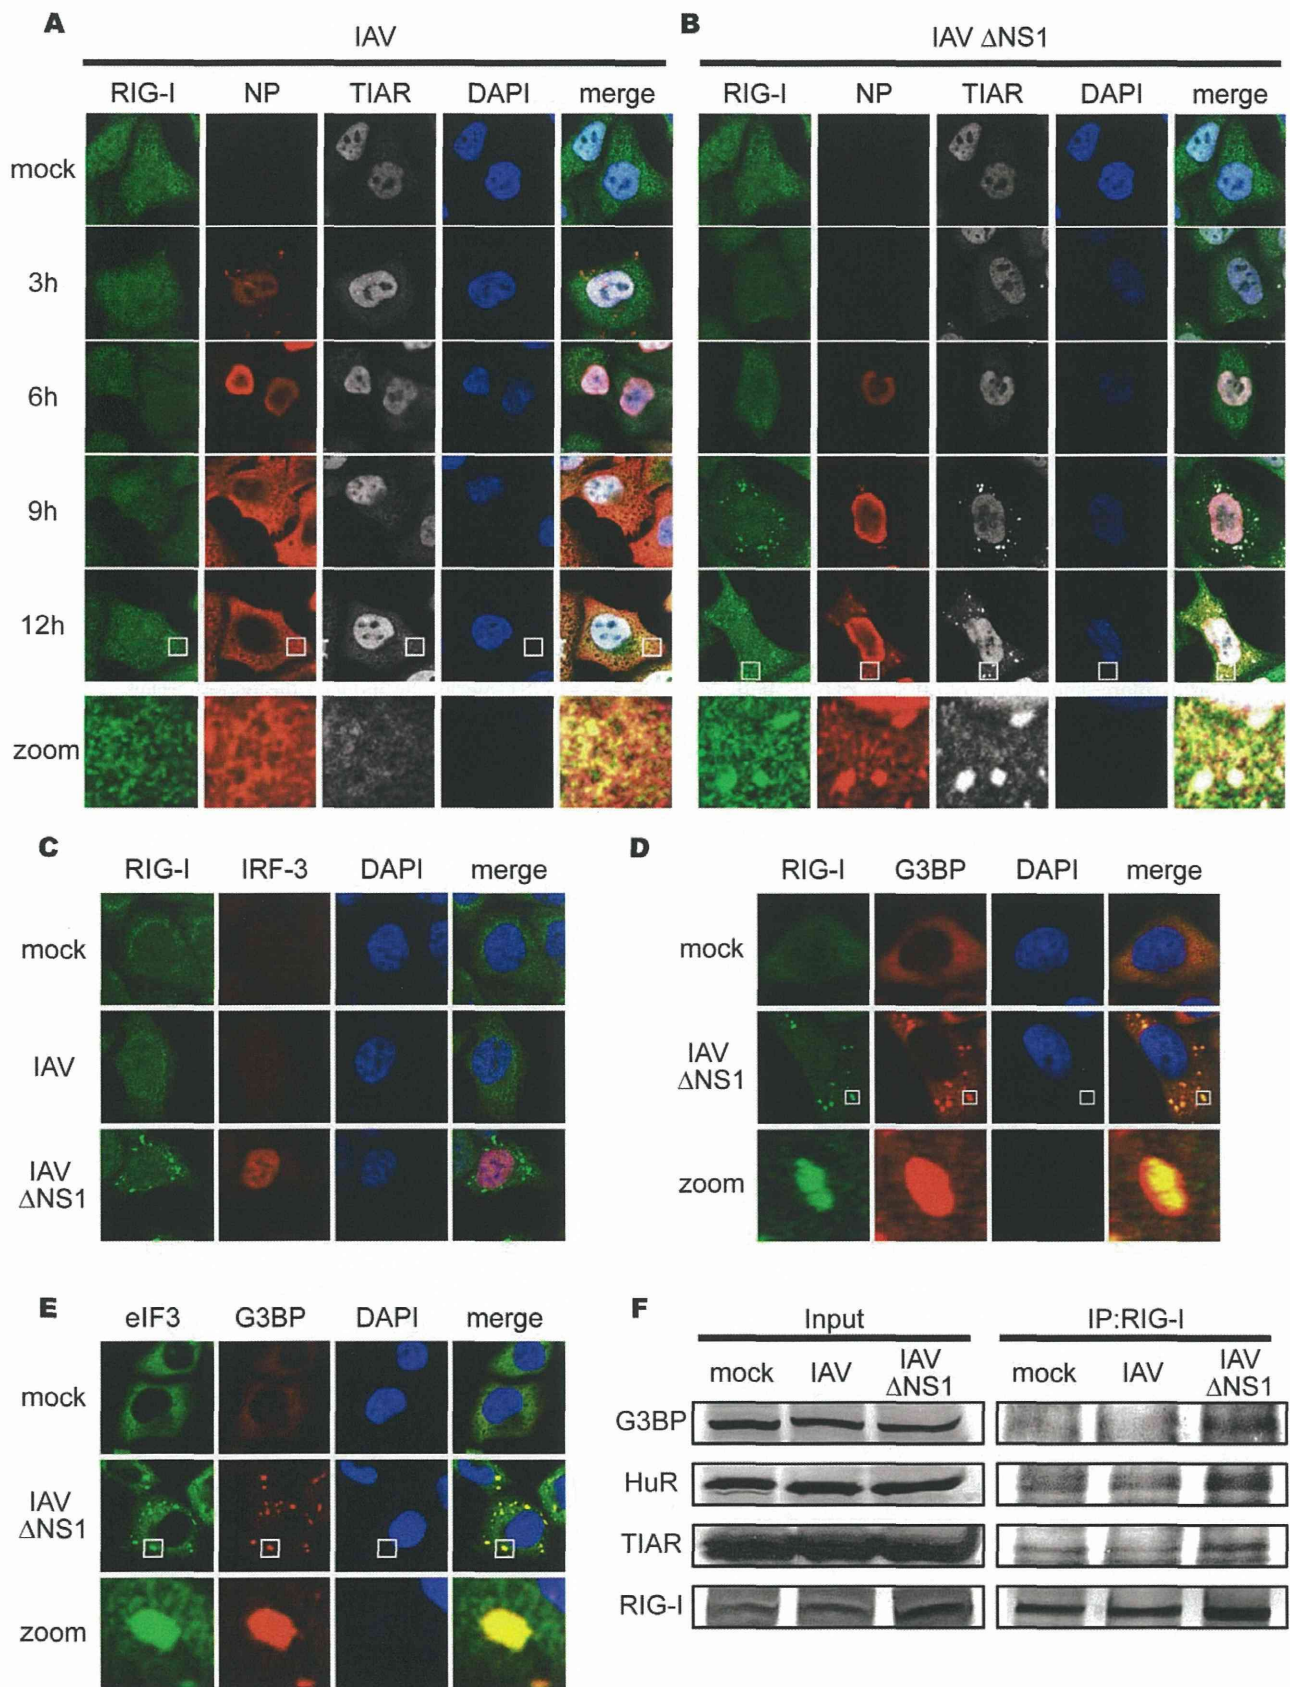 A
IAV
RIG-I NP TIAR DAPI merge
mock
3h
6h
9h
12h
zoom
B
IAV ΔNS1
RIG-I NP TIAR DAPI merge
C
RIG-I IRF-3 DAPI merge
mock
IAV
IAV
ΔNS1
D
RIG-I G3BP DAPI merge
mock
IAV
ΔNS1
zoom
E
eIF3 G3BP DAPI merge
mock
IAV
ΔNS1
zoom
F
Input IP:RIG-I
mock IAV IAV ΔNS1 mock IAV IAV ΔNS1
G3BP
HuR
TIAR
RIG-I